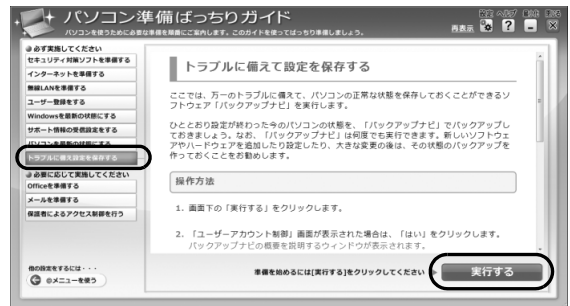 パソコン準備ばっちりガイド
パソコンを使うために必要な準備を順番にご案内します。このガイドを使ってばっちり準備しましょう。
再表示
設定
ヘルプ
最小化
閉じる
必ず実施してください
セキュリティ対策ソフトを準備する
インターネットを準備する
無線LANを準備する
ユーザー登録をする
Windowsを最新の状態にする
サポート情報の受信設定をする
パソコンを最新の状態にする
トラブルに備え設定を保存する
必要に応じて実施してください
Officeを準備する
メールを準備する
保護者によるアクセス制御を行う
他の設定をするには・・・
@メニューを使う
トラブルに備えて設定を保存する
ここでは、万一のトラブルに備えて、パソコンの正常な状態を保存しておくことができるソ
フトウェア「バックアップナビ」を実行します。
ひととおり設定が終わった今のパソコンの状態を、「バックアップナビ」でバックアップし
ておきましょう。なお、「バックアップナビ」は何度でも実行できます。新しいソフトウェ
アやハードウェアを追加したり設定したり、大きな変更の後は、その状態のバックアップを
作っておくことをお勧めします。
操作方法
1. 画面下の「実行する」をクリックします。
2. 「ユーザーアカウント制御」画面が表示された場合は、「はい」をクリックします。
バックアップナビの概要を説明するウィンドウが表示されます。
準備を始めるには[実行する]をクリックしてください
実行する